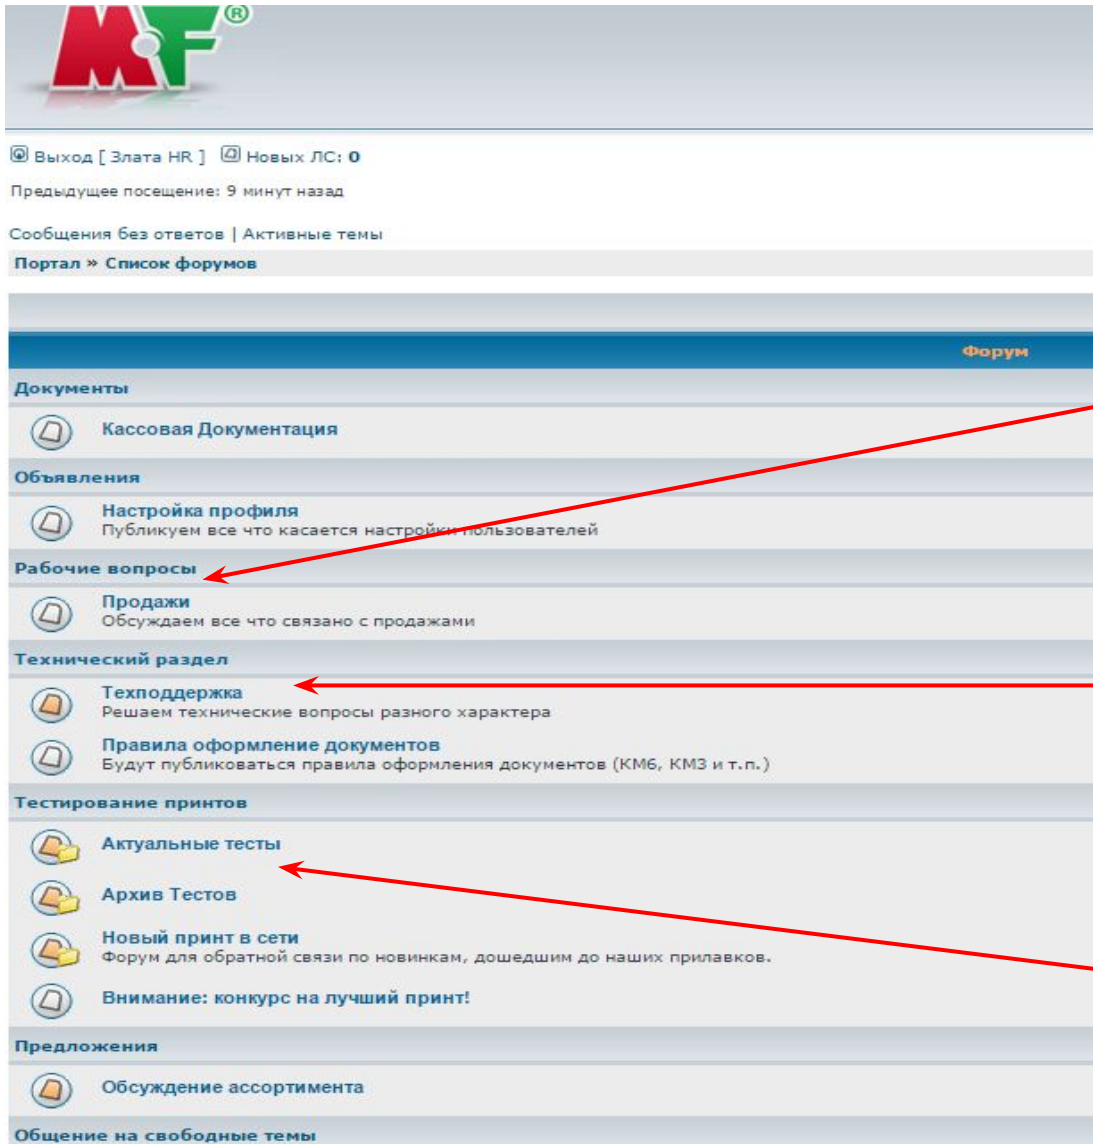 MF®
Выход [ Злата HR ] Новых ЛС: 0
Предыдущее посещение: 9 минут назад
Сообщения без ответов | Активные темы
Портал » Список форумов
Форум
Документы
Кассовая Документация
Объявления
Настройка профиля
Публикуем все что касается настройки пользователей
Рабочие вопросы
Продажи
Обсуждаем все что связано с продажами
Технический раздел
Техподдержка
Решаем технические вопросы разного характера
Правила оформление документов
Будут публиковаться правила оформления документов (КМ6, КМ3 и т.п.)
Тестирование принтов
Актуальные тесты
Архив Тестов
Новый принт в сети
Форум для обратной связи по новинкам, дошедшим до наших прилавков.
Внимание: конкурс на лучший принт!
Предложения
Обсуждение ассортимента
Общение на свободные темы